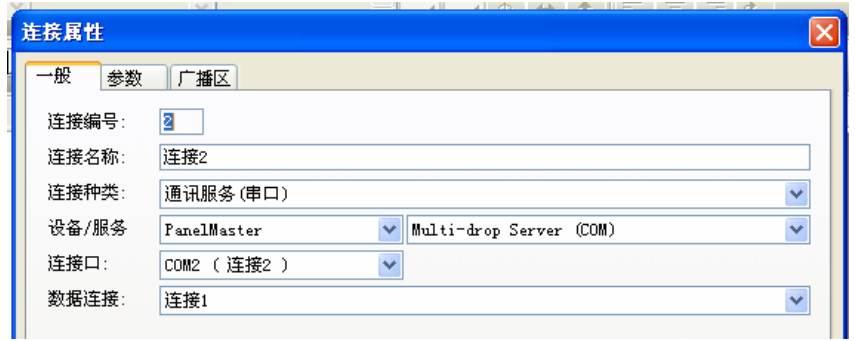 连接属性
一般 参数 广播区
连接编号: 2
连接名称: 连接2
连接种类: 通讯服务(串口)
设备/服务 PanelMaster Multi-drop Server (COM)
连接口: COM2 ( 连接2 )
数据连接: 连接1